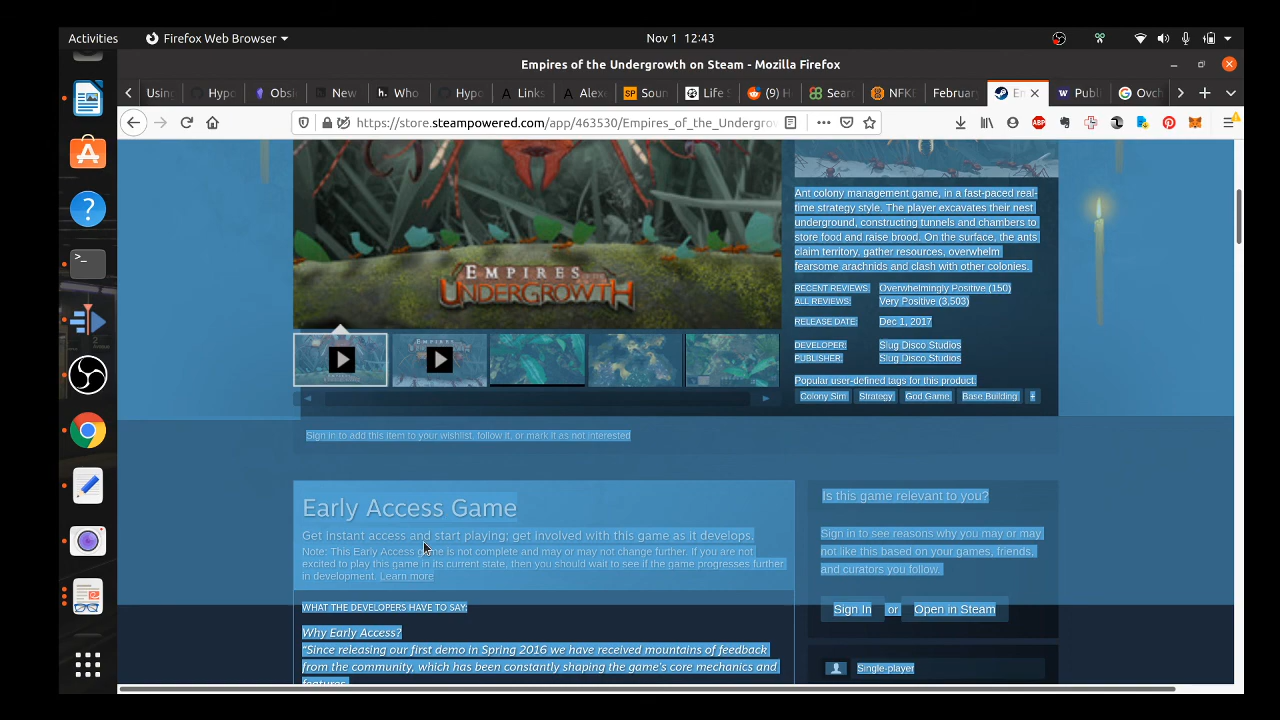 Activities
Firefox Web Browser
Nov 1 12:43
Empires of the Undergrowth on Steam - Mozilla Firefox
Using
Hypo
Obsi
New
h. Who
Hypo
Links
Alex
SP Soun
Life S
(9)
Sear
NFKE
Februar
En
Publi
Ovch
https://store.steampowered.com/app/463530/Empires_of_the_Undergro
ABP
Ant colony management game, in a fast-paced real-
time strategy style. The player excavates their nest
underground, constructing tunnels and chambers to
store food and raise brood. On the surface, the ants
claim territory, gather resources, overwhelm
fearsome arachnids and clash with other colonies.
EMPIRES OF THE
UNDERGROWTH
RECENT REVIEWS: Overwhelmingly Positive (150)
ALL REVIEWS: Very Positive (3,503)
RELEASE DATE: Dec 1, 2017
DEVELOPER: Slug Disco Studios
PUBLISHER: Slug Disco Studios
Popular user-defined tags for this product:
Colony Sim Strategy God Game Base Building +
Sign in to add this item to your wishlist, follow it, or mark it as not interested
Early Access Game
Get instant access and start playing; get involved with this game as it develops.
Note: This Early Access game is not complete and may or may not change further. If you are not
excited to play this game in its current state, then you should wait to see if the game progresses further
in development. Learn more
Is this game relevant to you?
Sign in to see reasons why you may or may
not like this based on your games, friends,
and curators you follow.
Sign In or Open in Steam
WHAT THE DEVELOPERS HAVE TO SAY:
Why Early Access?
“Since releasing our first demo in Spring 2016 we have received mountains of feedback
from the community, which has been constantly shaping the game's core mechanics and
features.
Single-player